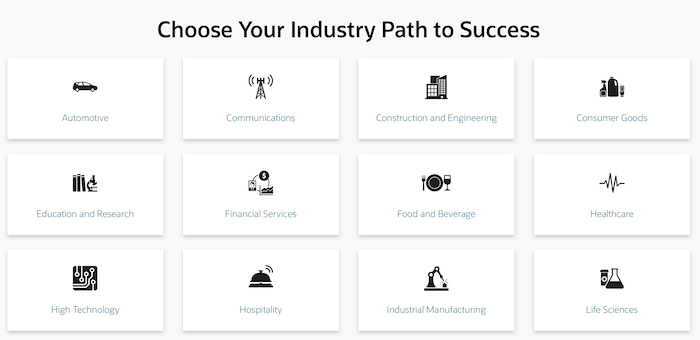 Choose Your Industry Path to Success
Automotive
Communications
Construction and Engineering
Consumer Goods
Education and Research
Financial Services
Food and Beverage
Healthcare
High Technology
Hospitality
Industrial Manufacturing
Life Sciences